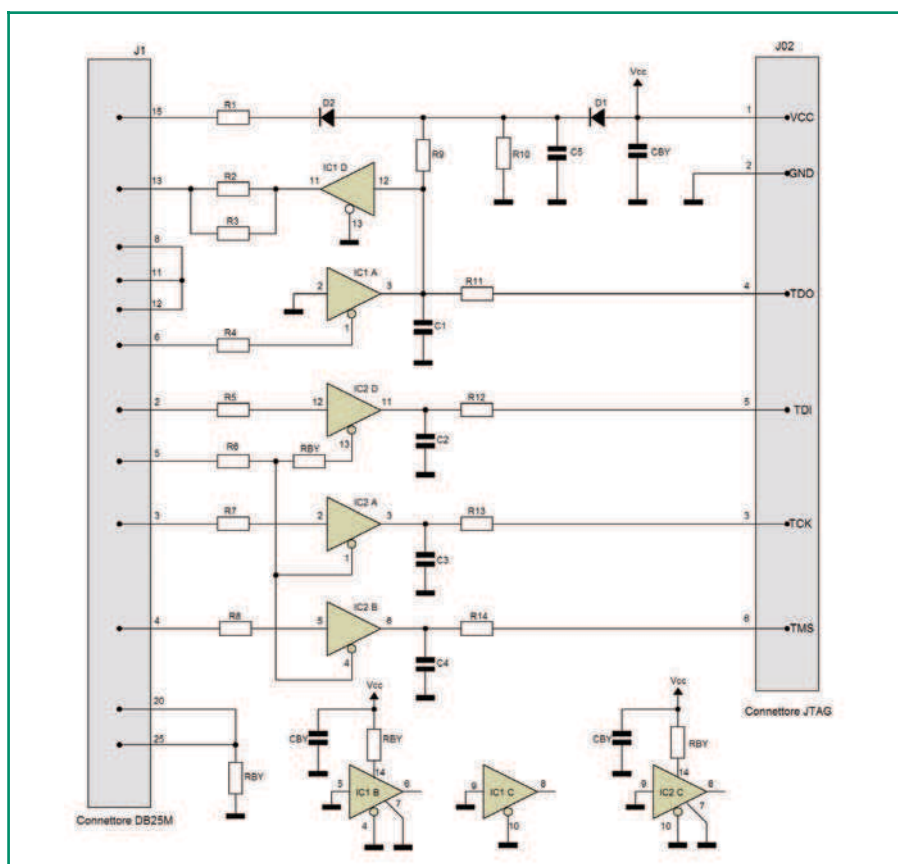 J1
J02
Vcc
15
R1
D2
D1
1
VCC
R9
R10
C5
CBY
2
GND
13
R2
11
IC1 D
12
R3
13
8
11
12
IC1 A
2
3
R11
4
TDO
1
C1
6
R4
IC2 D
2
R5
12
11
R12
5
TDI
13
C2
5
R6
RBY
IC2 A
3
R7
2
3
R13
3
TCK
1
C3
IC2 B
4
R8
5
6
R14
6
TMS
4
C4
20
25
RBY
Vcc
CBY
RBY
14
5
IC1 B
6
7
4
9
IC1 C
8
10
Vcc
CBY
RBY
14
9
IC2 C
8
7
10
Connettore JTAG
Connettore DB25M